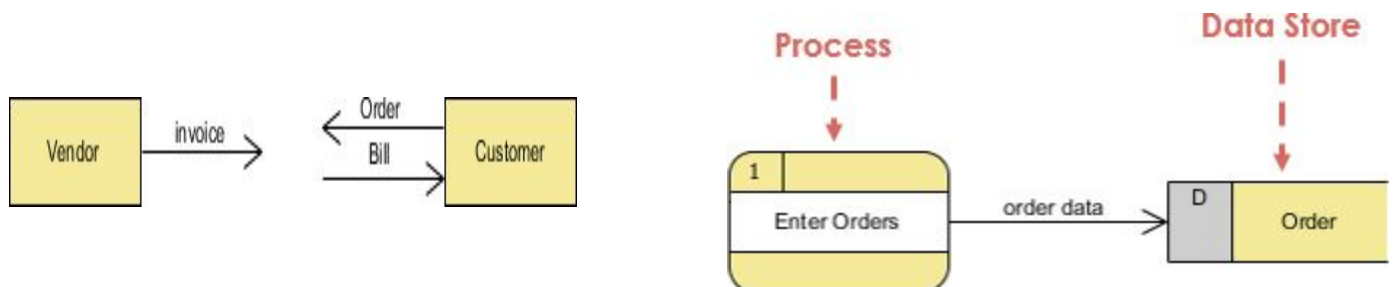 Vendor
invoice
Order
Bill
Customer
Process
1
Enter Orders
order data
Data Store
D
Order